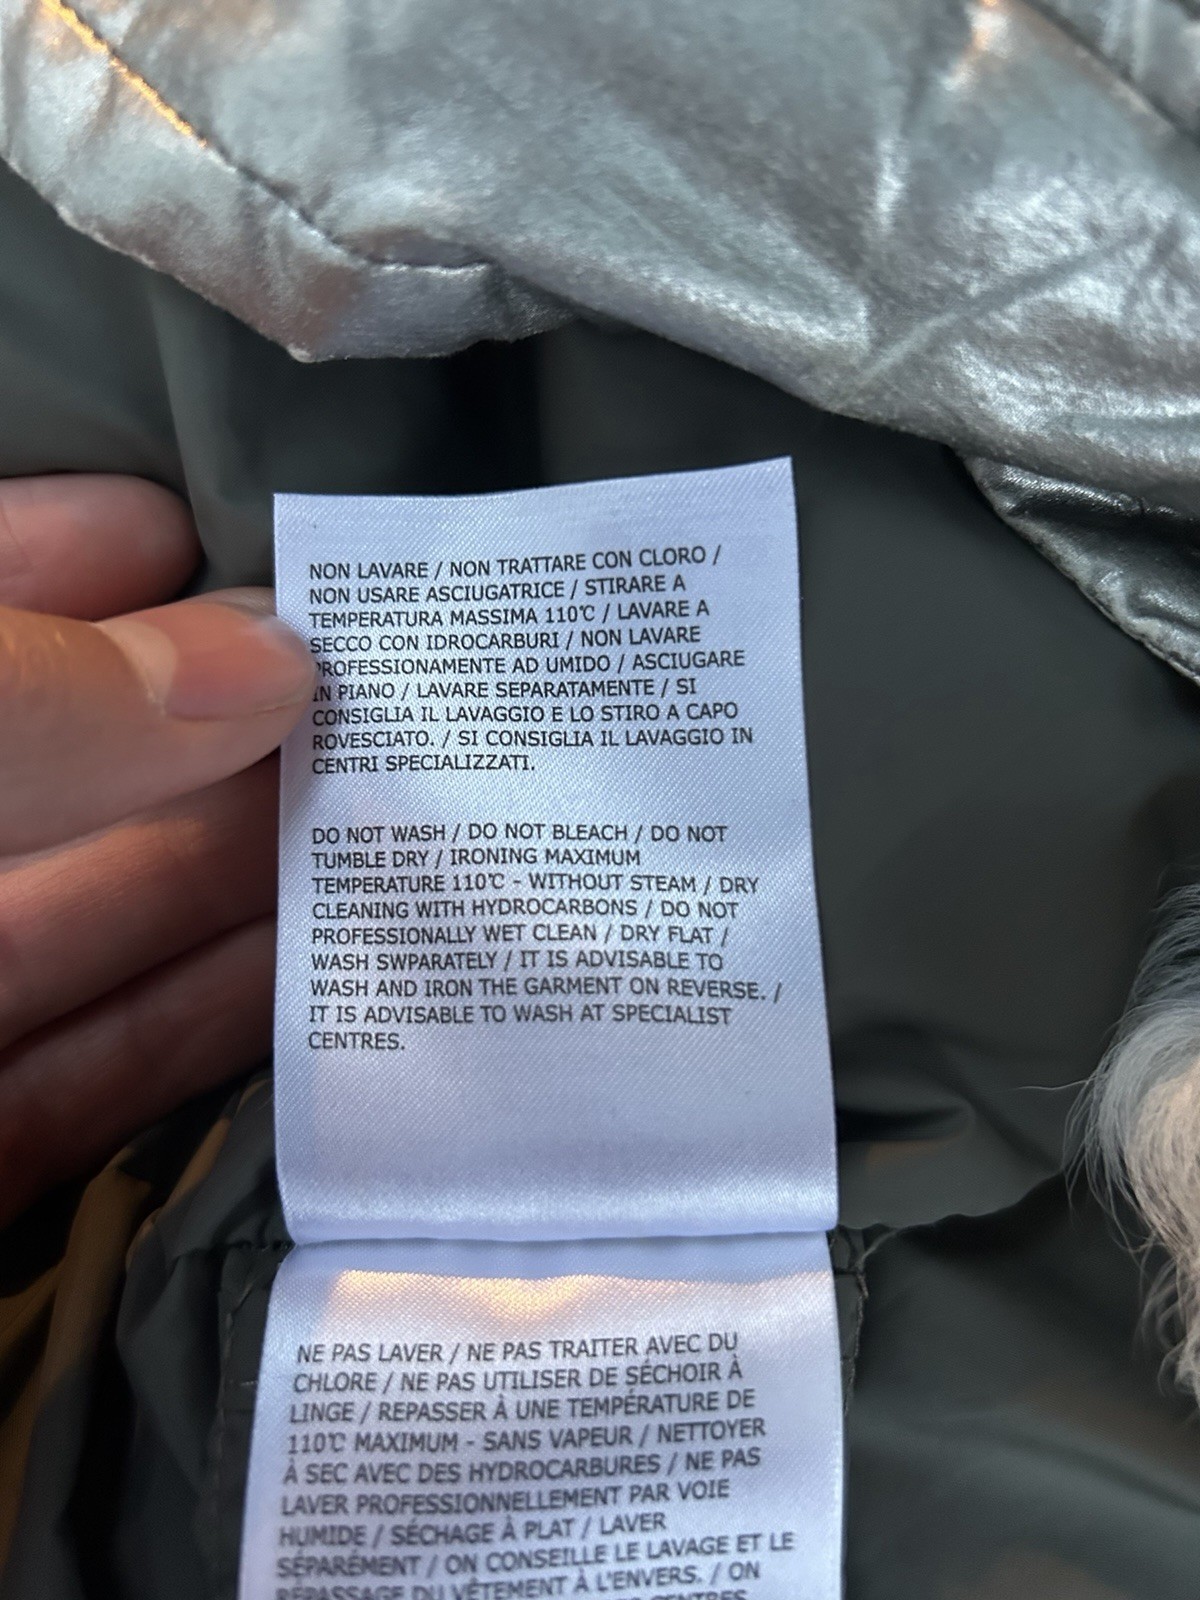 NON LAVARE / NON TRATTARE CON CLORO /
NON USARE ASCIUGATRICE / STIRARE A
TEMPERATURA MASSIMA 110°C / LAVARE A
SECCO CON IDROCARBURI / NON LAVARE
PROFESSIONAMENTE AD UMIDO / ASCIUGARE
IN PIANO / LAVARE SEPARATAMENTE / SI
CONSIGLIA IL LAVAGGIO E LO STIRO A CAPO
ROVESCIATO. / SI CONSIGLIA IL LAVAGGIO IN
CENTRI SPECIALIZZATI.
DO NOT WASH / DO NOT BLEACH / DO NOT
TUMBLE DRY / IRONING MAXIMUM
TEMPERATURE 110°C - WITHOUT STEAM / DRY
CLEANING WITH HYDROCARBONS / DO NOT
PROFESSIONALLY WET CLEAN / DRY FLAT /
WASH SWPARATELY / IT IS ADVISABLE TO
WASH AND IRON THE GARMENT ON REVERSE. /
IT IS ADVISABLE TO WASH AT SPECIALIST
CENTRES.
NE PAS LAVER / NE PAS TRAITER AVEC DU
CHLORE / NE PAS UTILISER DE SÉCHOIR À
LINGE / REPASSER À UNE TEMPÉRATURE DE
110°C MAXIMUM - SANS VAPEUR / NETTOYER
À SEC AVEC DES HYDROCARBURES / NE PAS
LAVER PROFESSIONNELLEMENT PAR VOIE
HUMIDE / SÉCHAGE À PLAT / LAVER
SÉPARÉMENT / ON CONSEILLE LE LAVAGE ET LE
REPASSAGE DU VÊTEMENT À L'ENVERS. / ON
CENTRES